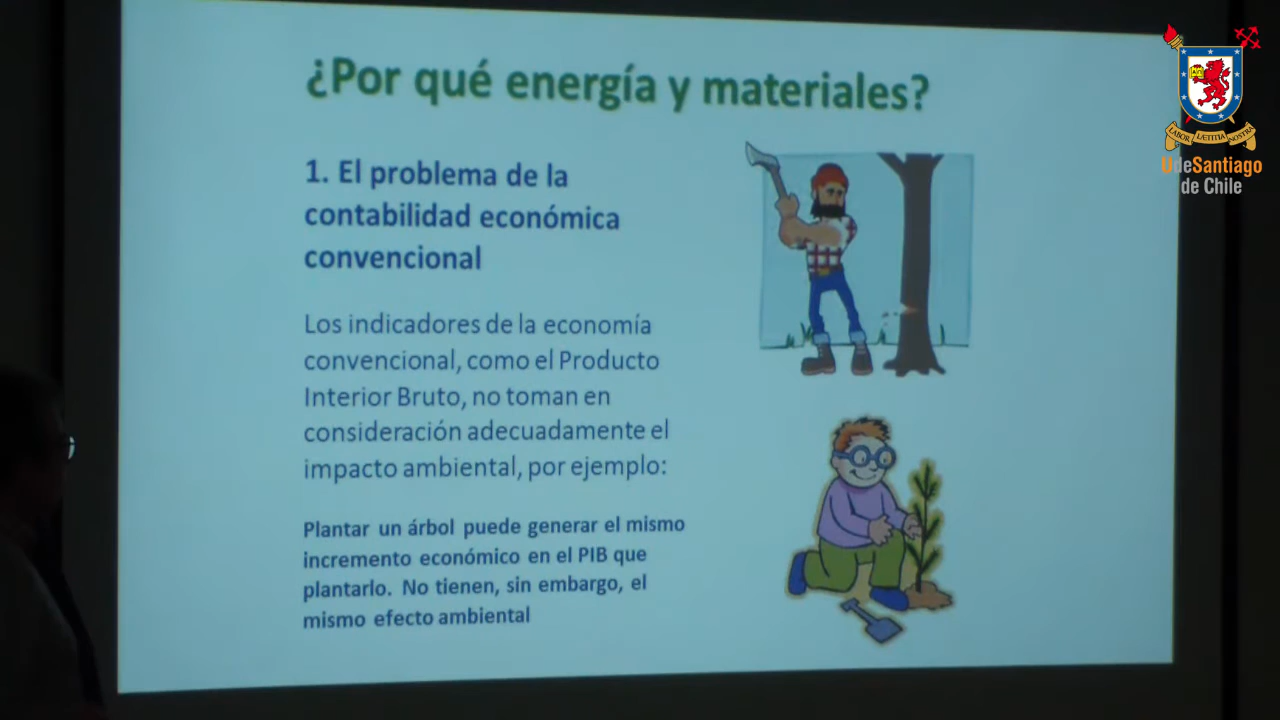 ¿Por qué energía y materiales?
1. El problema de la
contabilidad económica
convencional
Los indicadores de la economía
convencional, como el Producto
Interior Bruto, no toman en
consideración adecuadamente el
impacto ambiental, por ejemplo:
Plantar un árbol puede generar el mismo
incremento económico en el PIB que
plantarlo. No tienen, sin embargo, el
mismo efecto ambiental
LABOR LÆTITIA NOSTRA
UdeSantiago
de Chile